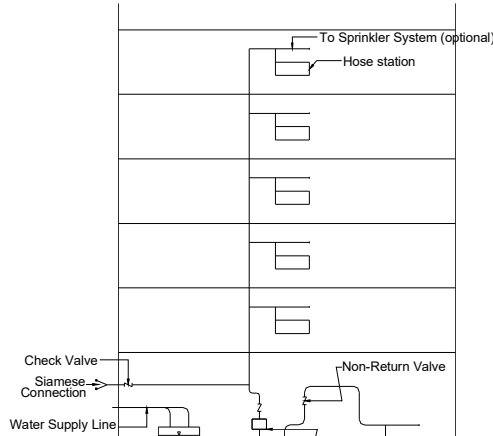 To Sprinkler System (optional)
Hose station
Check Valve
Non-Return Valve
Siamese
Connection
Water Supply Line